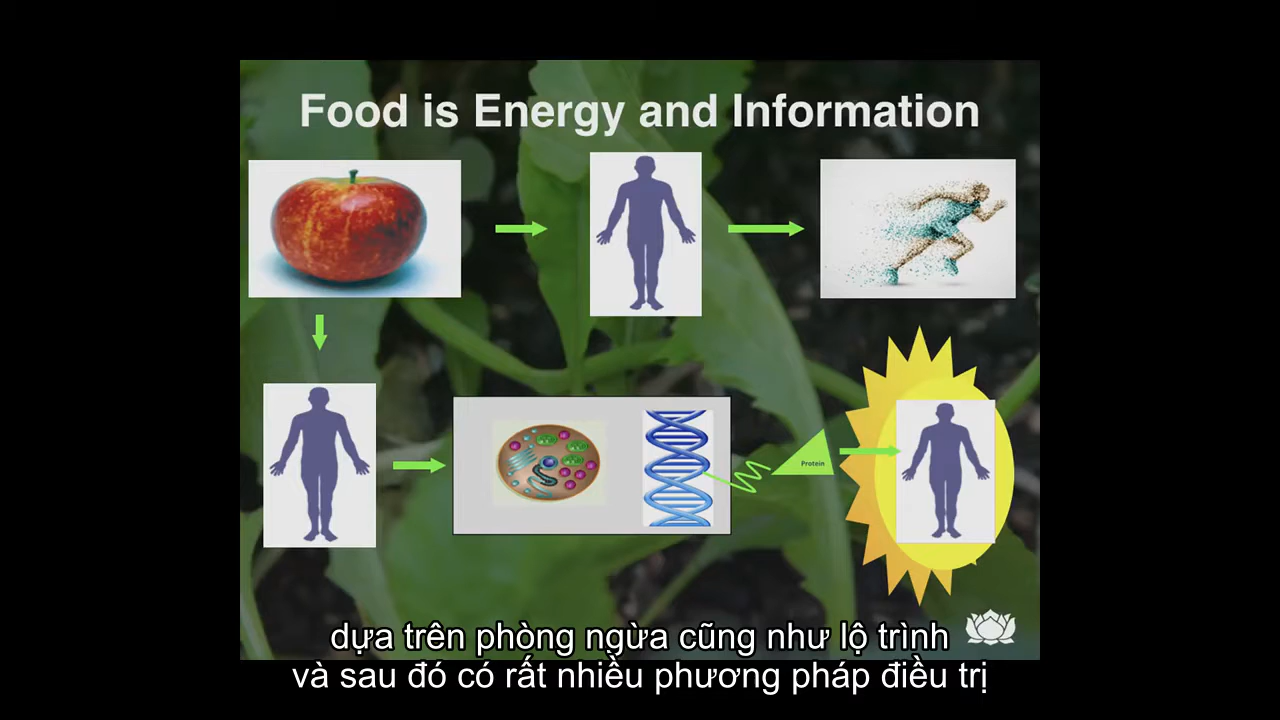 Food is Energy and Information
Protein
dựa trên phòng ngừa cũng như lộ trình
và sau đó có rất nhiều phương pháp điều trị